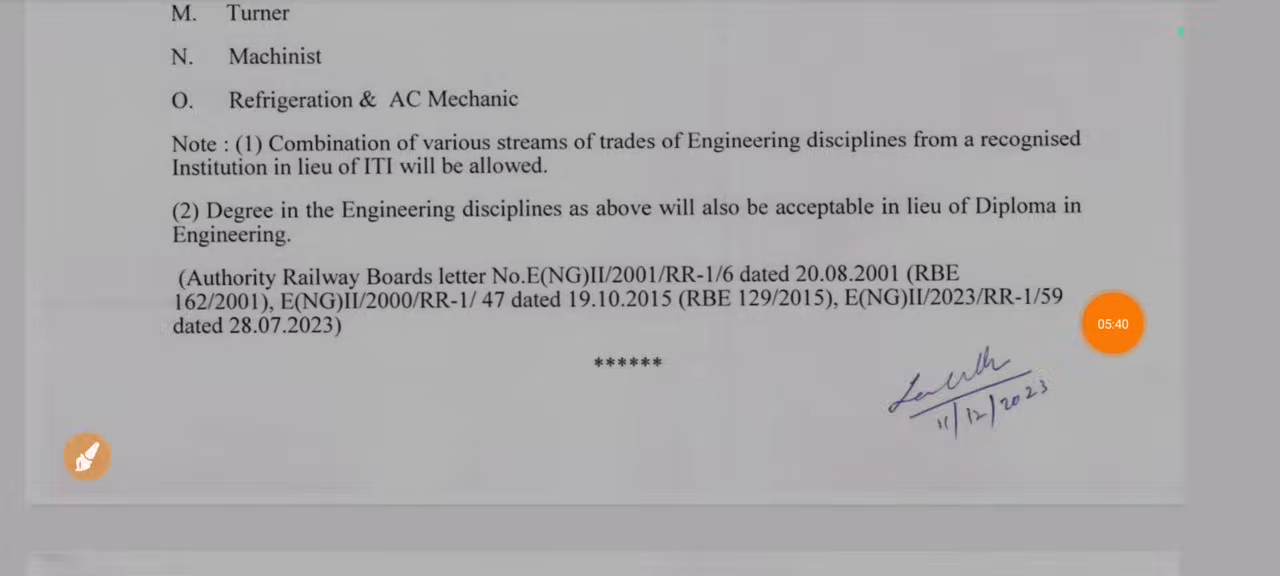 M. Turner
N. Machinist
O. Refrigeration & AC Mechanic
Note : (1) Combination of various streams of trades of Engineering disciplines from a recognised
Institution in lieu of ITI will be allowed.
(2) Degree in the Engineering disciplines as above will also be acceptable in lieu of Diploma in
Engineering.
(Authority Railway Boards letter No.E(NG)II/2001/RR-1/6 dated 20.08.2001 (RBE
162/2001), E(NG)II/2000/RR-1/ 47 dated 19.10.2015 (RBE 129/2015), E(NG)II/2023/RR-1/59
dated 28.07.2023)
05:40
******
11/12/2023